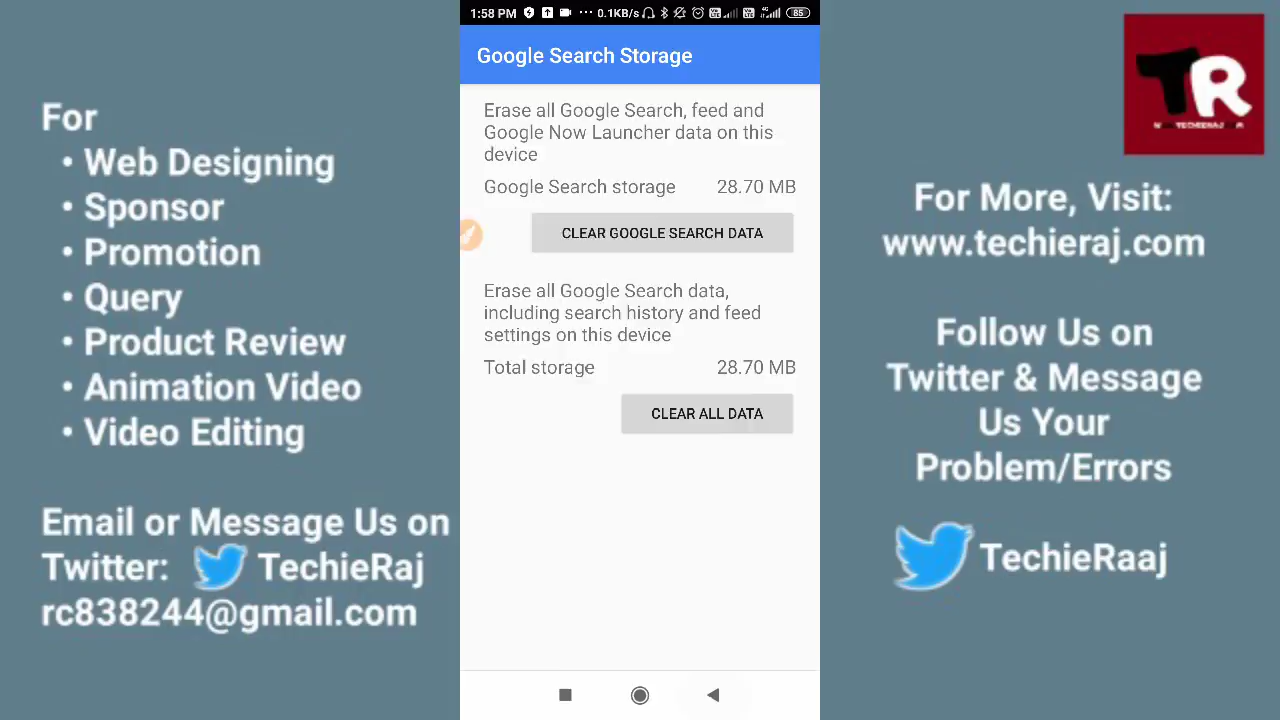 For
• Web Designing
• Sponsor
• Promotion
• Query
• Product Review
• Animation Video
• Video Editing
Email or Message Us on
Twitter: TechieRaj
rc838244@gmail.com
1:58 PM ··· 0.1KB/s 4G 85
Google Search Storage
Erase all Google Search, feed and
Google Now Launcher data on this
device
Google Search storage 28.70 MB
CLEAR GOOGLE SEARCH DATA
Erase all Google Search data,
including search history and feed
settings on this device
Total storage 28.70 MB
CLEAR ALL DATA
TR
For More, Visit:
www.techieraj.com
Follow Us on
Twitter & Message
Us Your
Problem/Errors
TechieRaaj